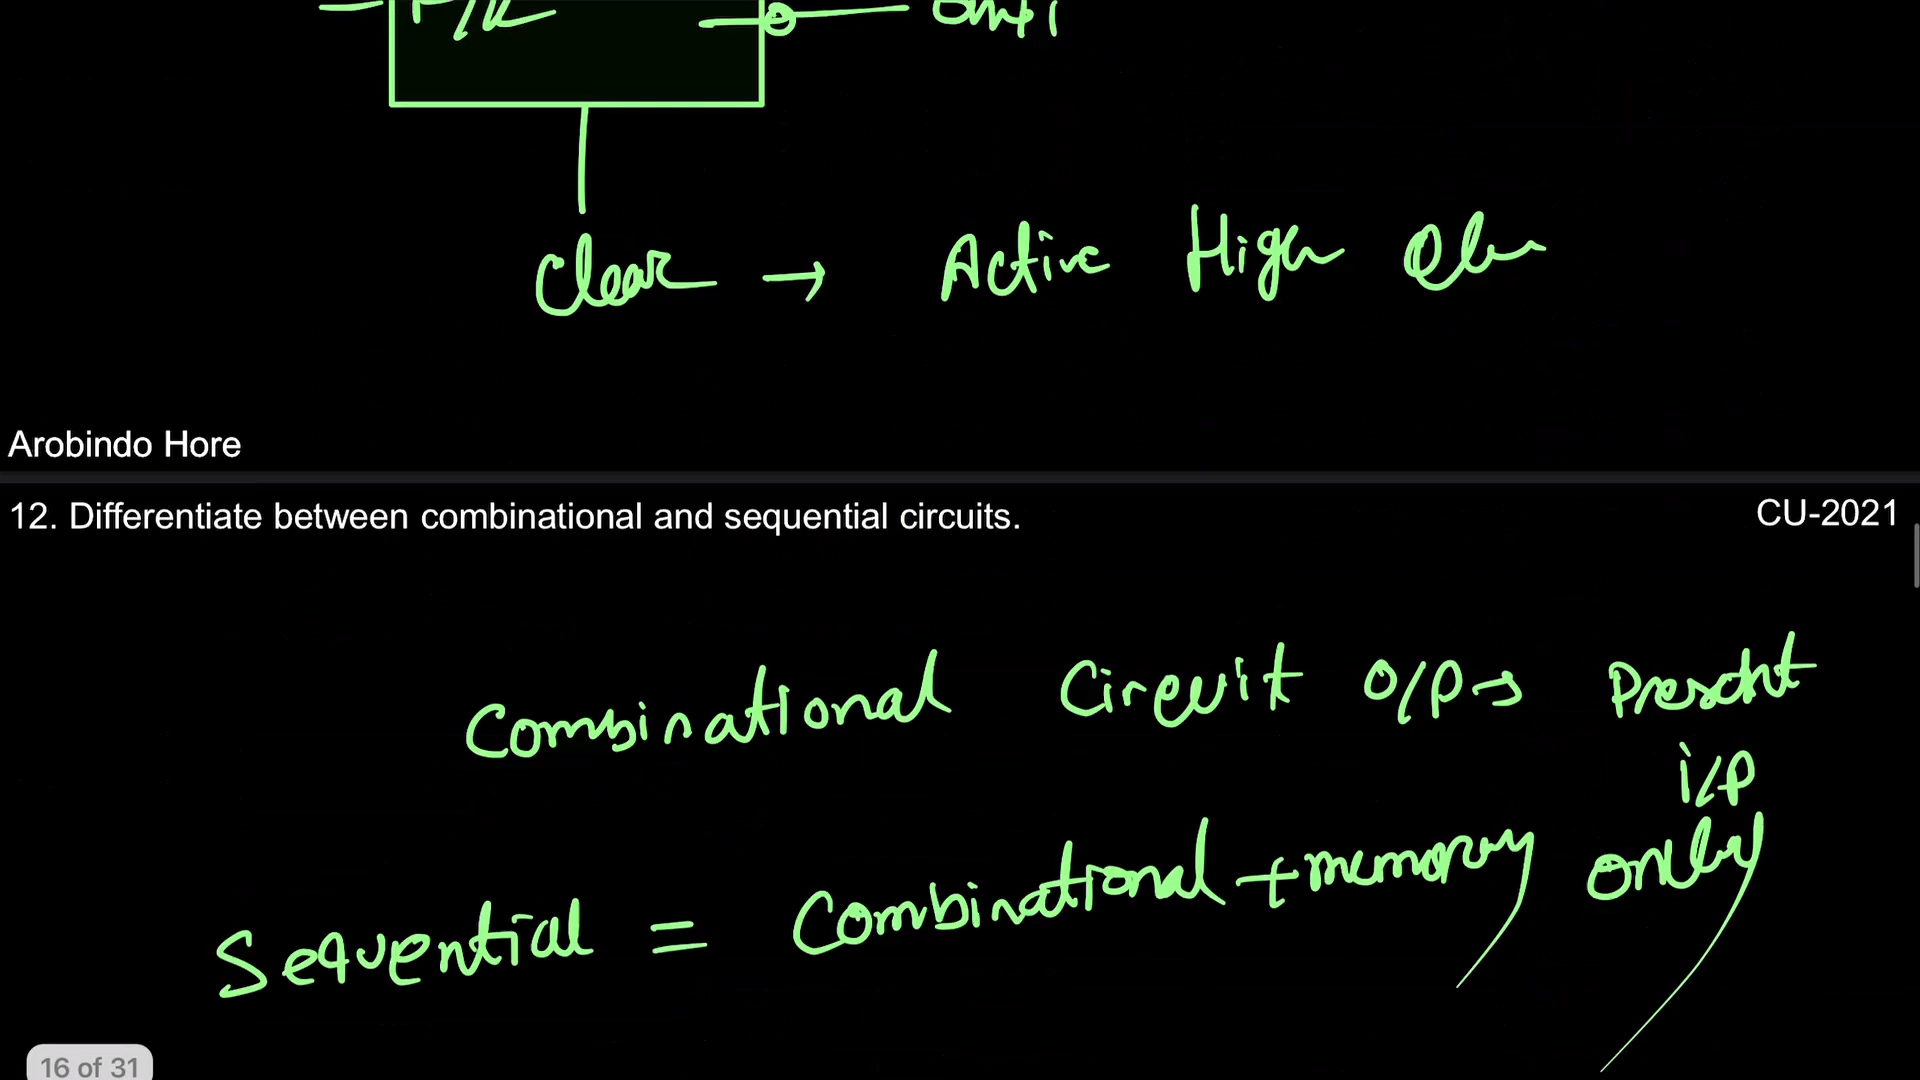 Clear → Active High
Arobindo Hore
12. Differentiate between combinational and sequential circuits.
CU-2021
Combinational Circuit O/P → Present
i/p
only
Sequential = Combinational + memory
16 of 31